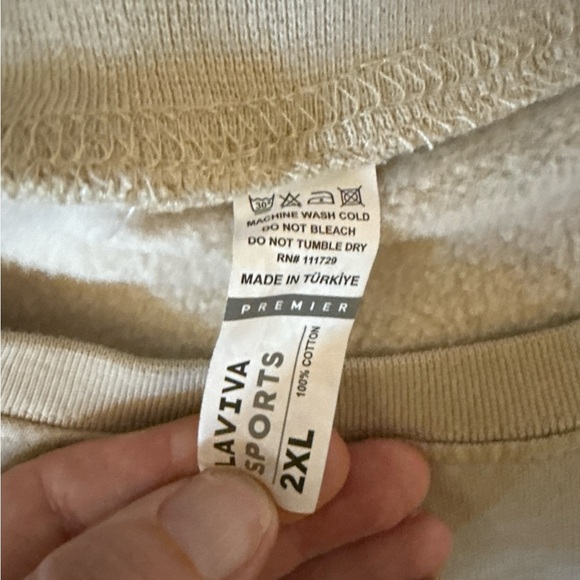 30°
MACHINE WASH COLD
DO NOT BLEACH
DO NOT TUMBLE DRY
RN# 111729
MADE IN TÜRKİYE
PREMIER
LAVIVA
SPORTS
100% COTTON
2XL